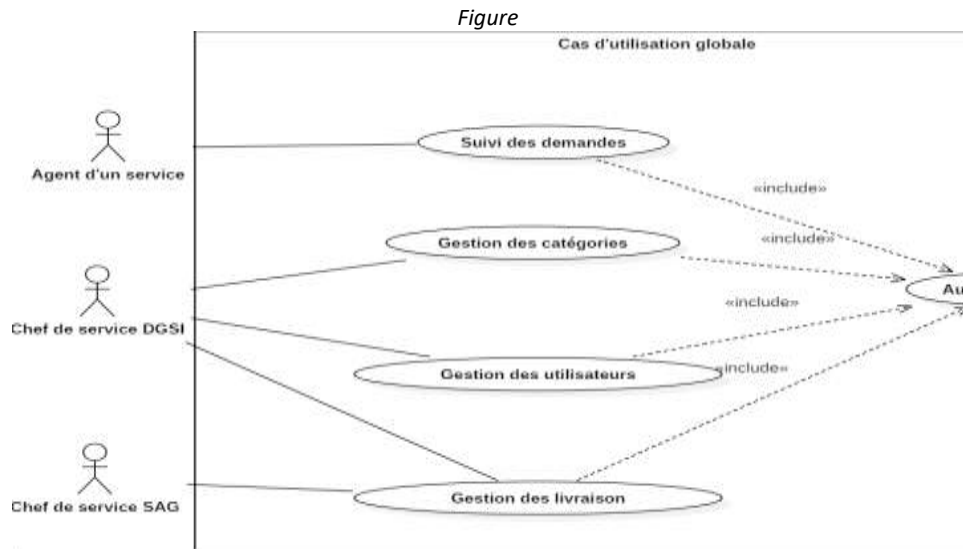 Figure
Cas d'utilisation globale
Suivi des demandes
Agent d'un service
«include»
Gestion des catégories
«include»
Au
Chef de service DGSI
«include»
Gestion des utilisateurs
«include»
Gestion des livraison
Chef de service SAG